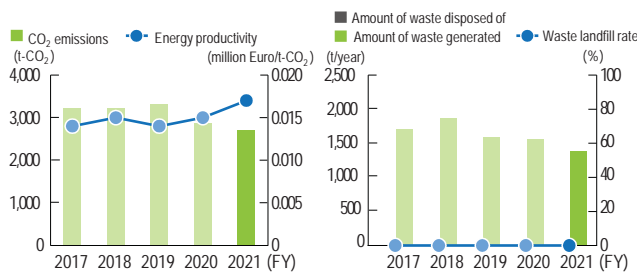 CO₂ emissions
Energy productivity
(t-CO₂)
(million Euro/t-CO₂)
4,000
3,000
2,000
1,000
0
0.020
0.015
0.010
0.005
0
2017 2018 2019 2020 2021 (FY)
Amount of waste disposed of
Amount of waste generated
Waste landfill rate
(t/year)
(%)
2,500
2,000
1,500
1,000
500
0
100
80
60
40
20
0
2017 2018 2019 2020 2021 (FY)